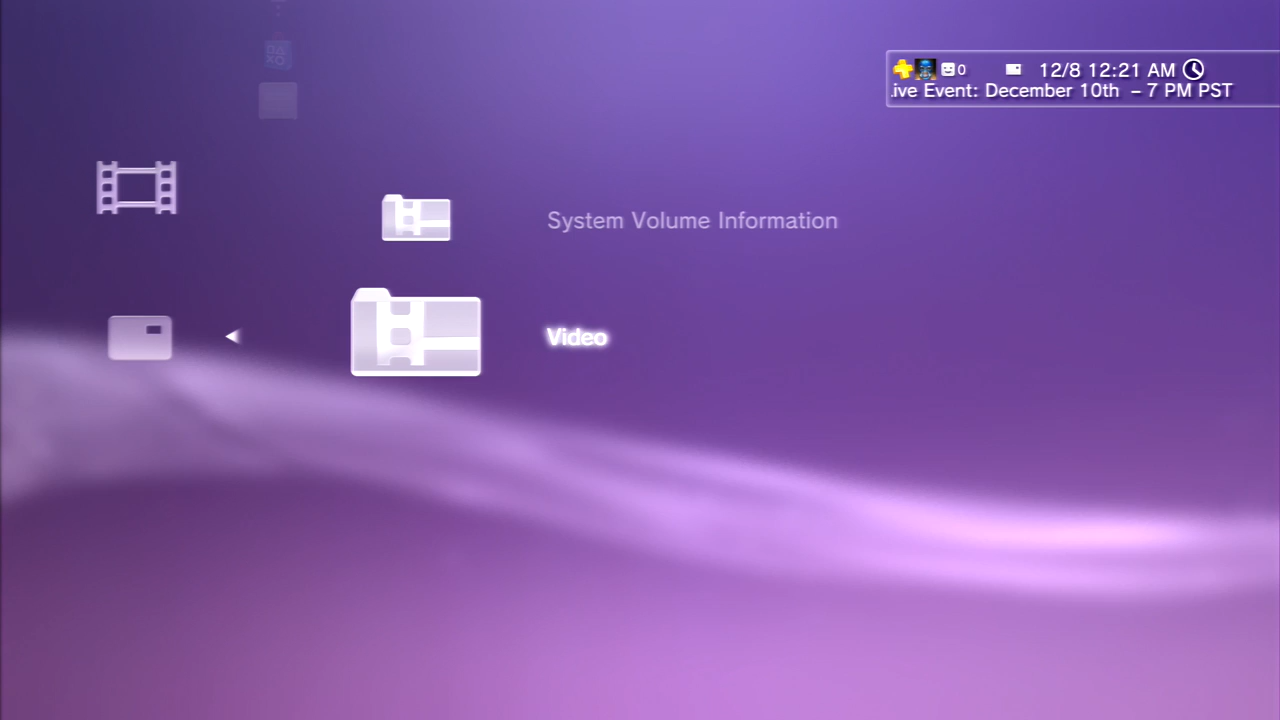 0 12/8 12:21 AM
ive Event: December 10th – 7 PM PST
System Volume Information
Video